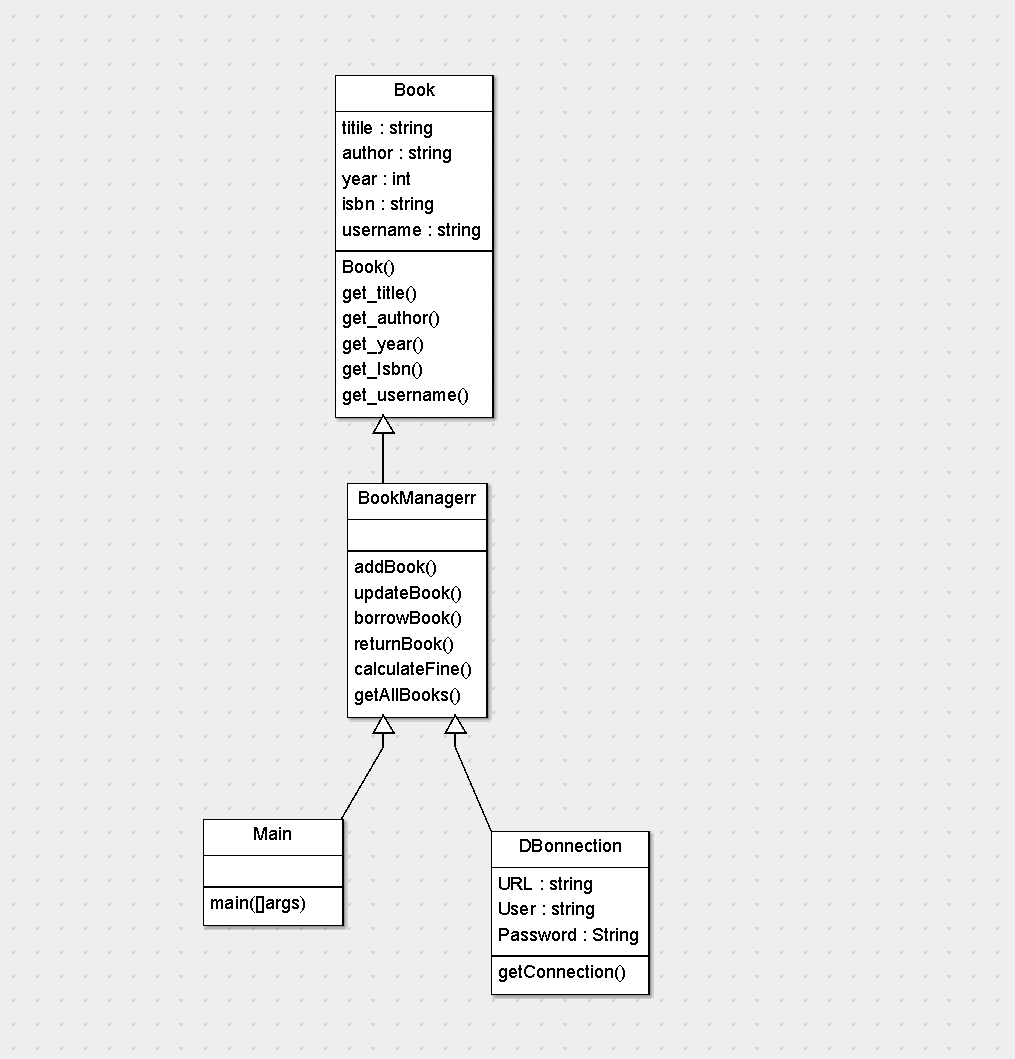 Book
titile : string
author : string
year : int
isbn : string
username : string
Book()
get_title()
get_author()
get_year()
get_Isbn()
get_username()
BookManagerr
addBook()
updateBook()
borrowBook()
returnBook()
calculateFine()
getAllBooks()
Main
main([]args)
DBonnection
URL : string
User : string
Password : String
getConnection()